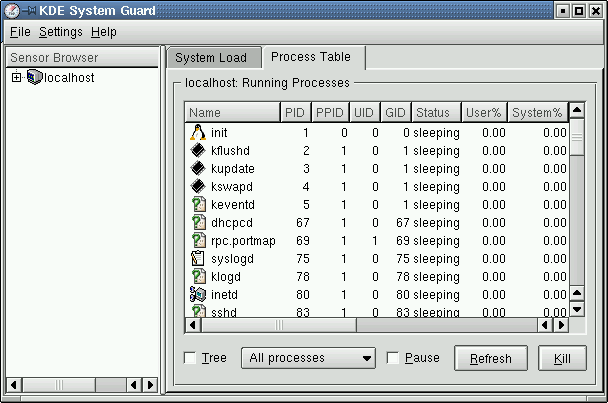 KDE System Guard
File Settings Help
Sensor Browser
localhost
System Load Process Table
localhost: Running Processes
Name PID PPID UID GID Status User% System%
init 1 0 0 0 sleeping 0.00 0.00
kflushd 2 1 0 1 sleeping 0.00 0.00
kupdate 3 1 0 1 sleeping 0.00 0.00
kswapd 4 1 0 1 sleeping 0.00 0.00
keventd 5 1 0 1 sleeping 0.00 0.00
dhcpcd 67 1 0 67 sleeping 0.00 0.00
rpc.portmap 69 1 1 69 sleeping 0.00 0.00
syslogd 75 1 0 75 sleeping 0.00 0.00
klogd 78 1 0 78 sleeping 0.00 0.00
inetd 80 1 0 80 sleeping 0.00 0.00
sshd 83 1 0 83 sleeping 0.00 0.00
Tree All processes Pause Refresh Kill